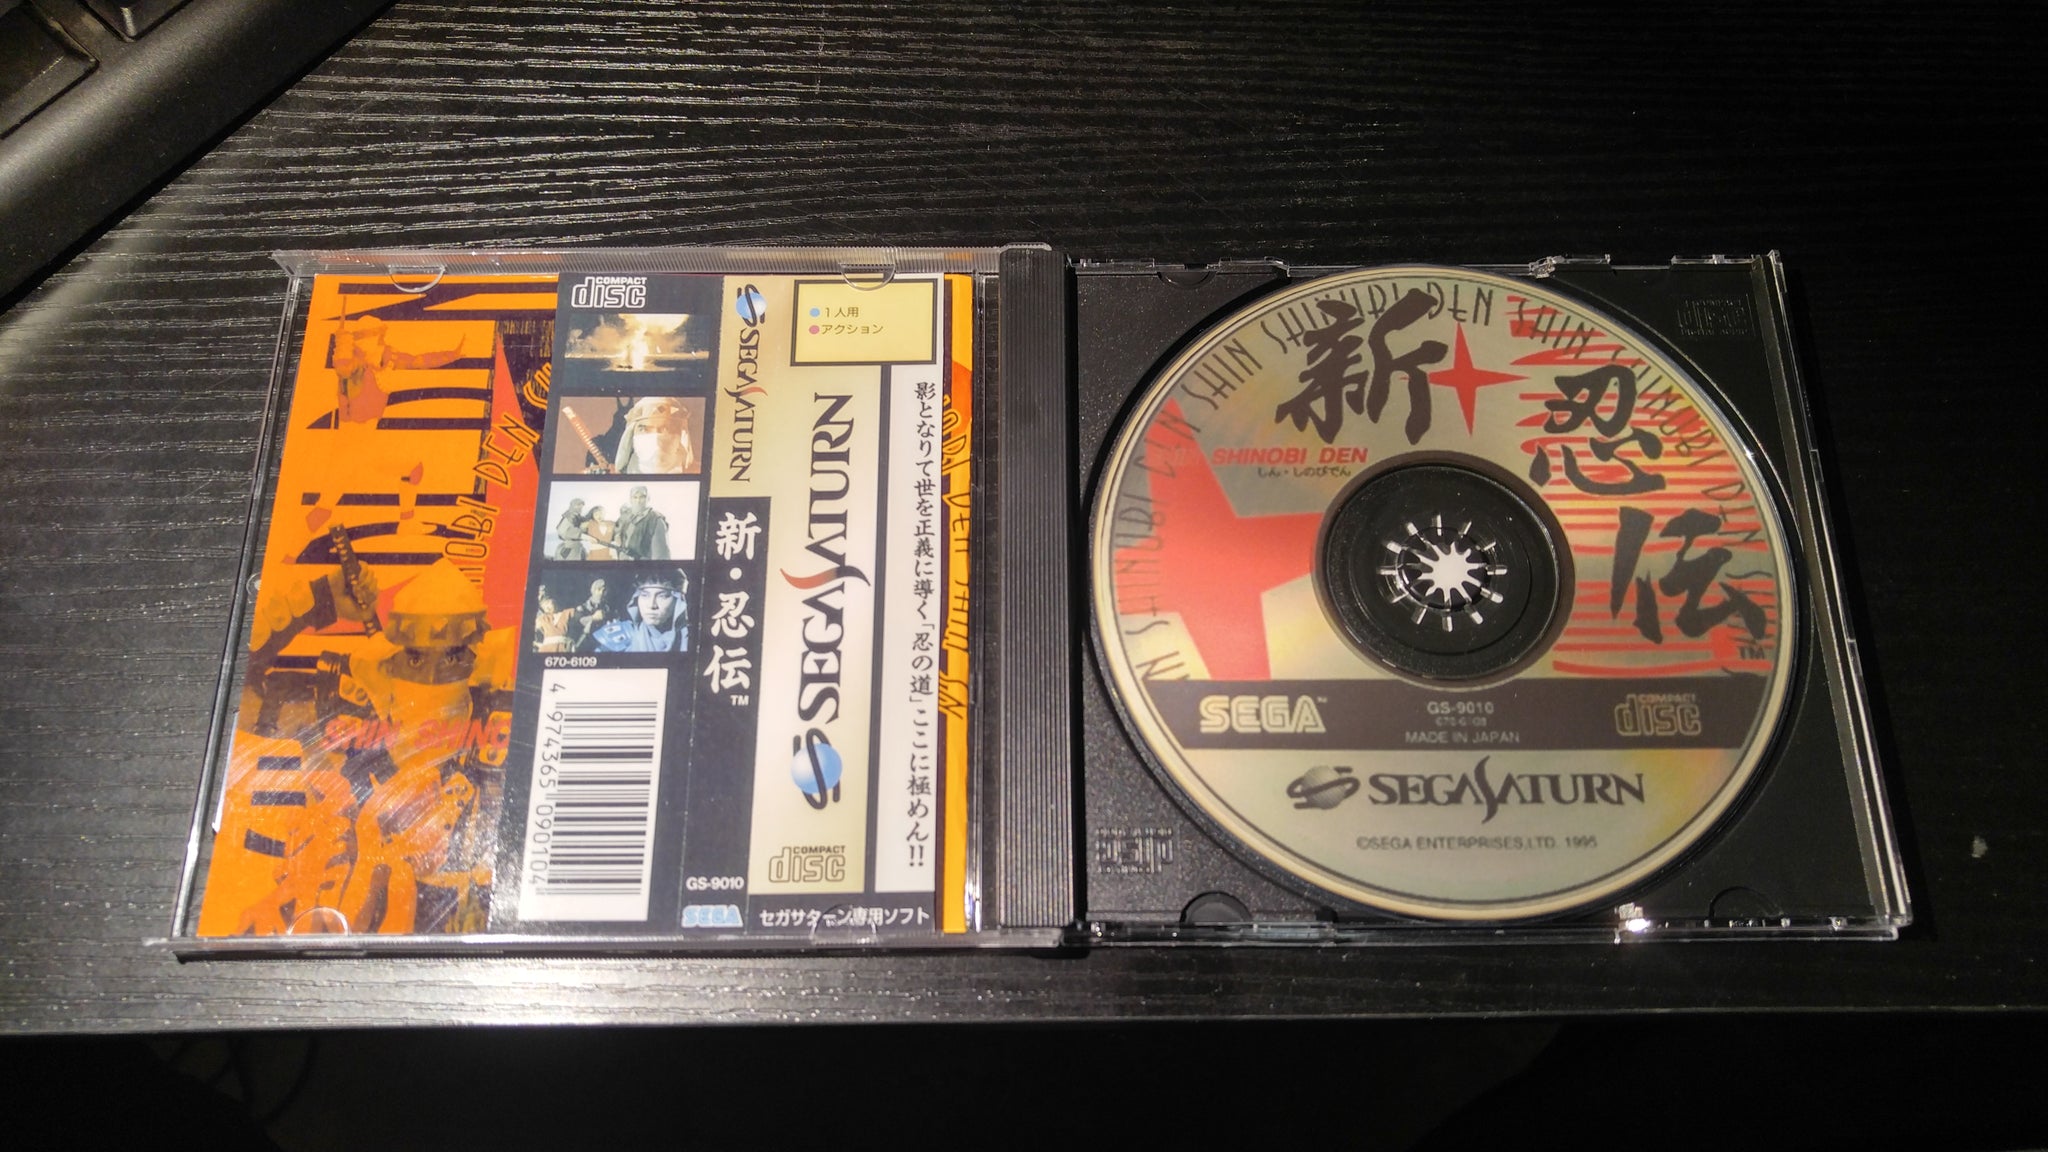 COMPACT
disc
670-6109
4 974365 090104
SEGA SATURN
新・忍伝
TM
GS-9010
SEGA
●1人用
●アクション
SEGA SATURN
COMPACT
disc
影となりて世を正義に導く「忍の道」ここに極めん!!
セガサターン専用ソフト
DEN
新 忍伝
TM
SHINOBI DEN
しん・しのびでん
SHIN SHINOBI DEN
SEGA
GS-9010
MADE IN JAPAN
COMPACT
disc
SEGA SATURN
©SEGA ENTERPRISES,LTD. 1995